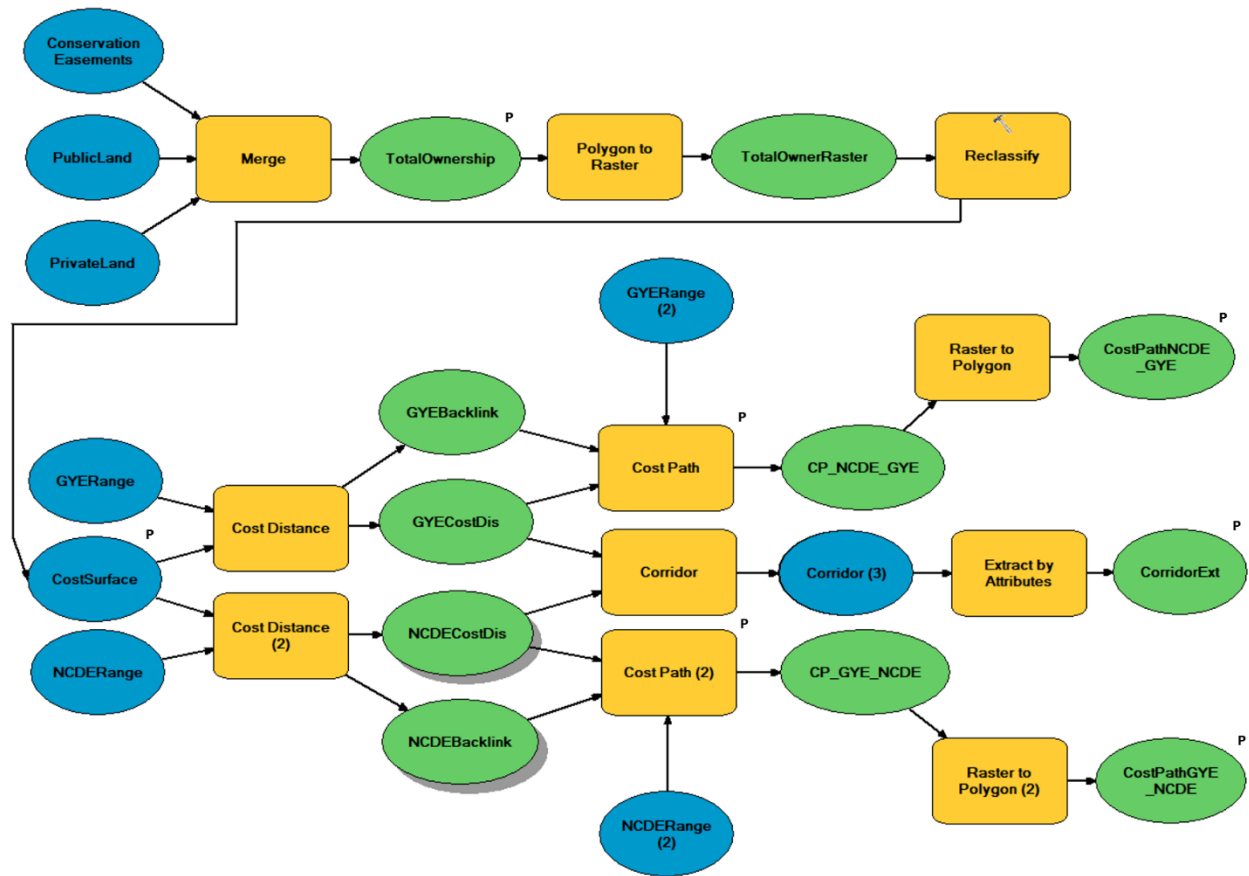 Conservation
Easements
P
PublicLand
Merge
TotalOwnership
Polygon to
Raster
TotalOwnerRaster
Reclassify
PrivateLand
GYERange
(2)
P
Raster to
Polygon
CostPathNCDE
_GYE
GYEBacklink
P
GYERange
Cost Path
CP_NCDE_GYE
Cost Distance
GYECostDis
P
P
CostSurface
Corridor
Corridor (3)
Extract by
Attributes
CorridorExt
Cost Distance
(2)
NCDECostDis
P
NCDERange
Cost Path (2)
CP_GYE_NCDE
NCDEBacklink
P
Raster to
Polygon (2)
CostPathGYE
_NCDE
NCDERange
(2)